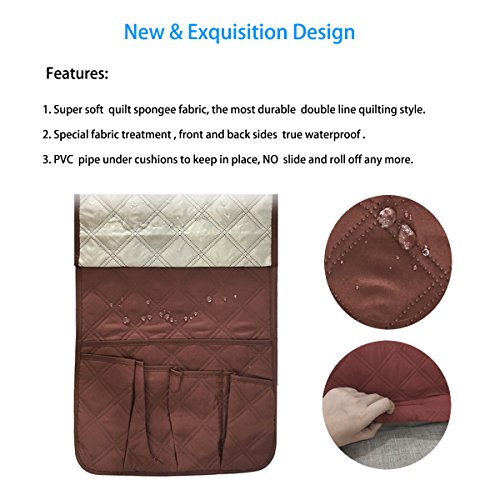 New & Exquisition Design
Features:
1. Super soft quilt spongee fabric, the most durable double line quilting style.
2. Special fabric treatment , front and back sides true waterproof .
3. PVC pipe under cushions to keep in place, NO slide and roll off any more.